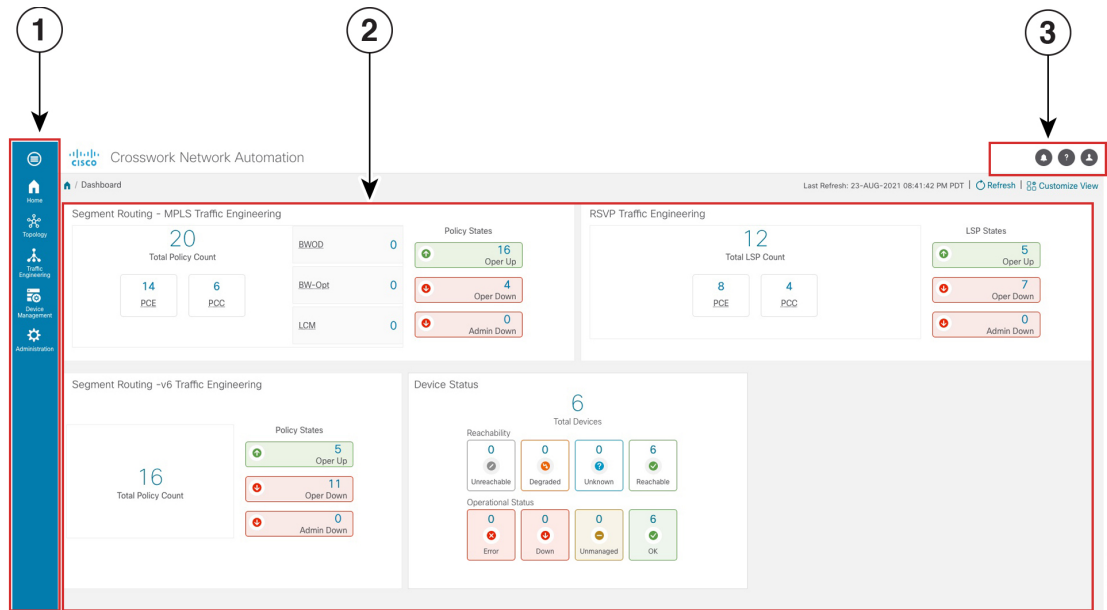 1
2
3
CISCO
Crosswork Network Automation
/ Dashboard
Last Refresh: 23-AUG-2021 08:41:42 PM PDT | Refresh | Customize View
Home
Topology
Traffic
Engineering
Device
Management
Administration
Segment Routing - MPLS Traffic Engineering
20
Total Policy Count
14
PCE
6
PCC
BWOD 0
BW-Opt 0
LCM 0
Policy States
16
Oper Up
4
Oper Down
0
Admin Down
RSVP Traffic Engineering
12
Total LSP Count
8
PCE
4
PCC
LSP States
5
Oper Up
7
Oper Down
0
Admin Down
Segment Routing -v6 Traffic Engineering
16
Total Policy Count
Policy States
5
Oper Up
11
Oper Down
0
Admin Down
Device Status
6
Total Devices
Reachability
0
Unreachable
0
Degraded
0
?
Unknown
6
Reachable
Operational Status
0
Error
0
Down
0
Unmanaged
6
OK
?